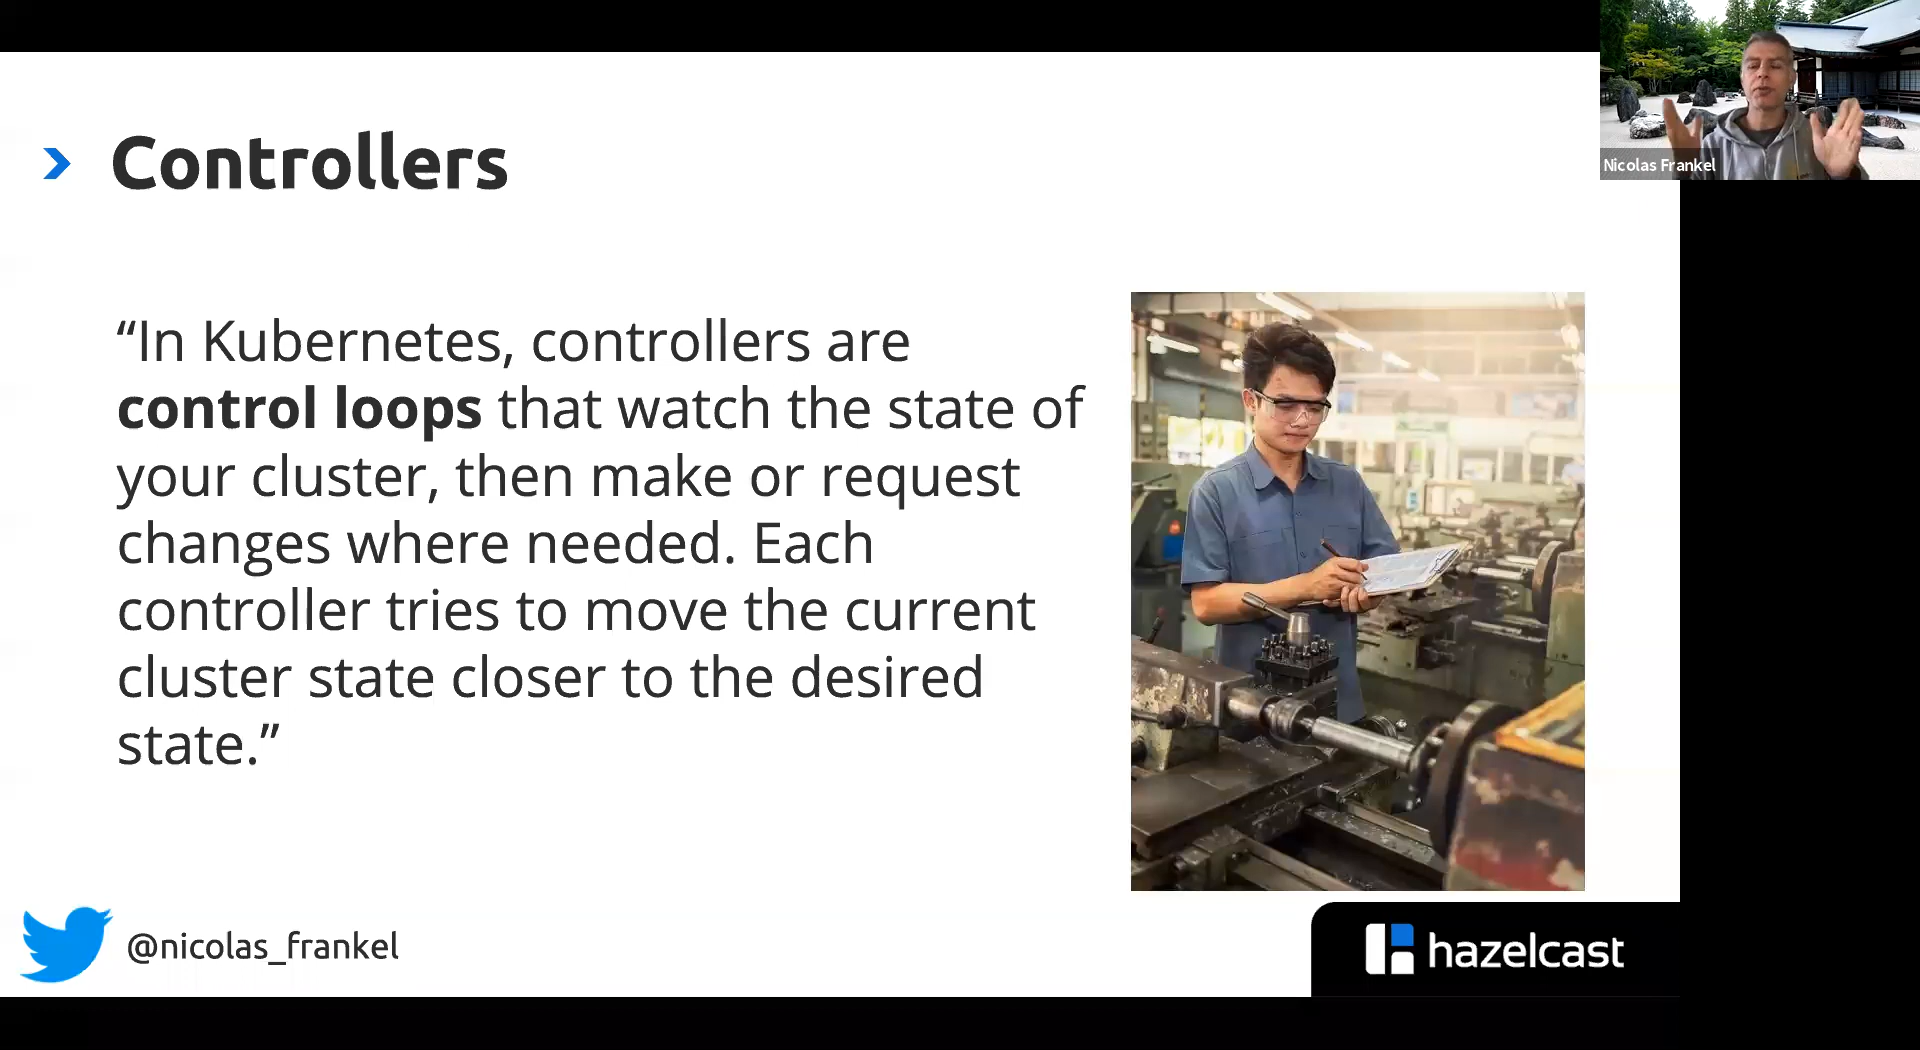 Controllers
“In Kubernetes, controllers are
control loops that watch the state of
your cluster, then make or request
changes where needed. Each
controller tries to move the current
cluster state closer to the desired
state.”
@nicolas_frankel
hazelcast
Nicolas Frankel